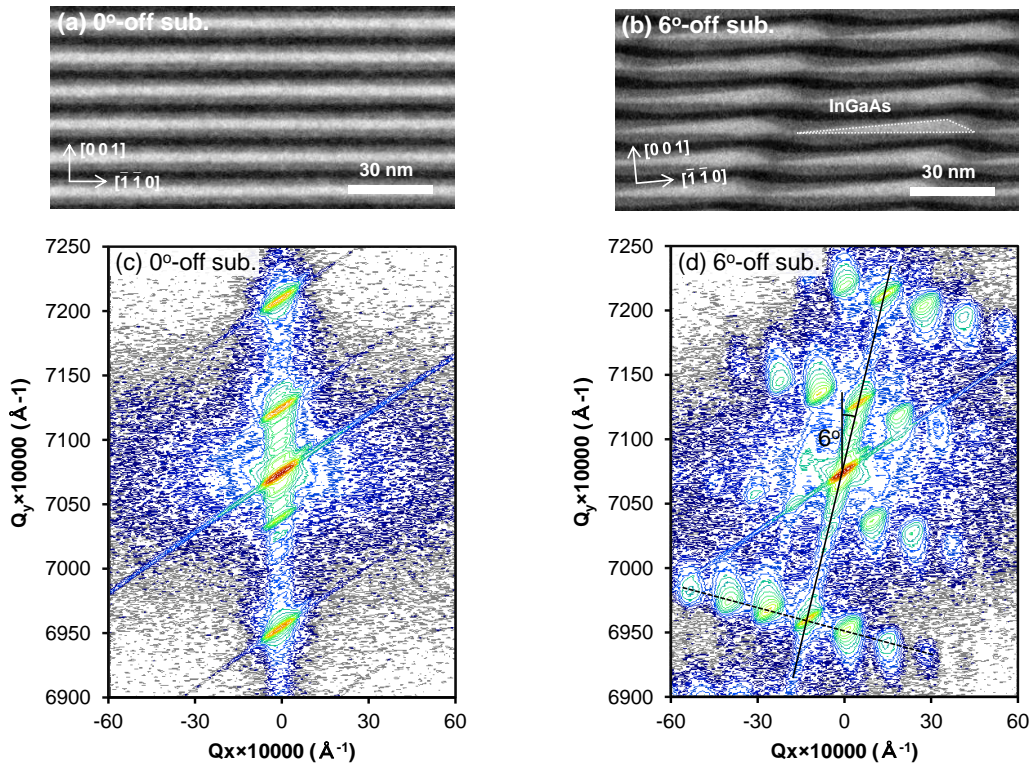 (a) 0°-off sub.
[0 0 1]
[1̄ 1̄ 0]
30 nm
(b) 6°-off sub.
InGaAs
[0 0 1]
[1̄ 1̄ 0]
30 nm
(c) 0°-off sub.
7250
7200
7150
7100
7050
7000
6950
6900
Qy×10000 (Å-1)
-60
-30
0
30
60
Qx×10000 (Å-1)
(d) 6°-off sub.
6°
7250
7200
7150
7100
7050
7000
6950
6900
Qy×10000 (Å-1)
-60
-30
0
30
60
Qx×10000 (Å-1)